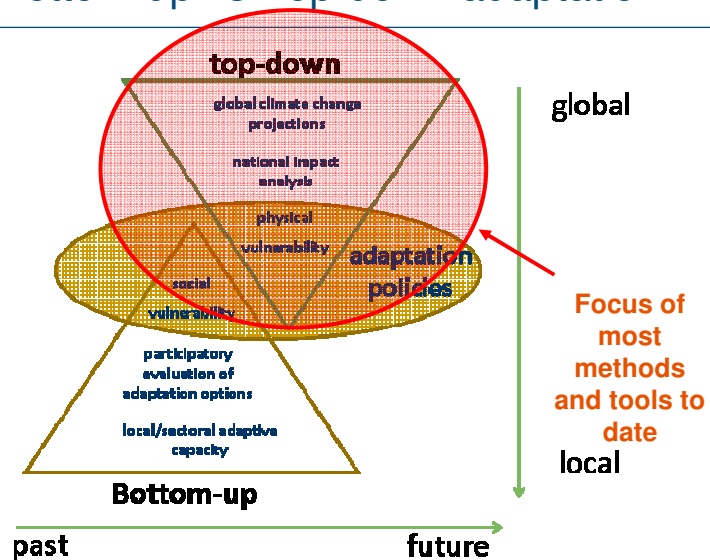 top-down
global climate change
projections
national impact
analysis
physical
vulnerability
adaptation
policies
social
vulnerability
participatory
evaluation of
adaptation options
local/sectoral adaptive
capacity
Bottom-up
global
Focus of
most
methods
and tools to
date
local
past
future